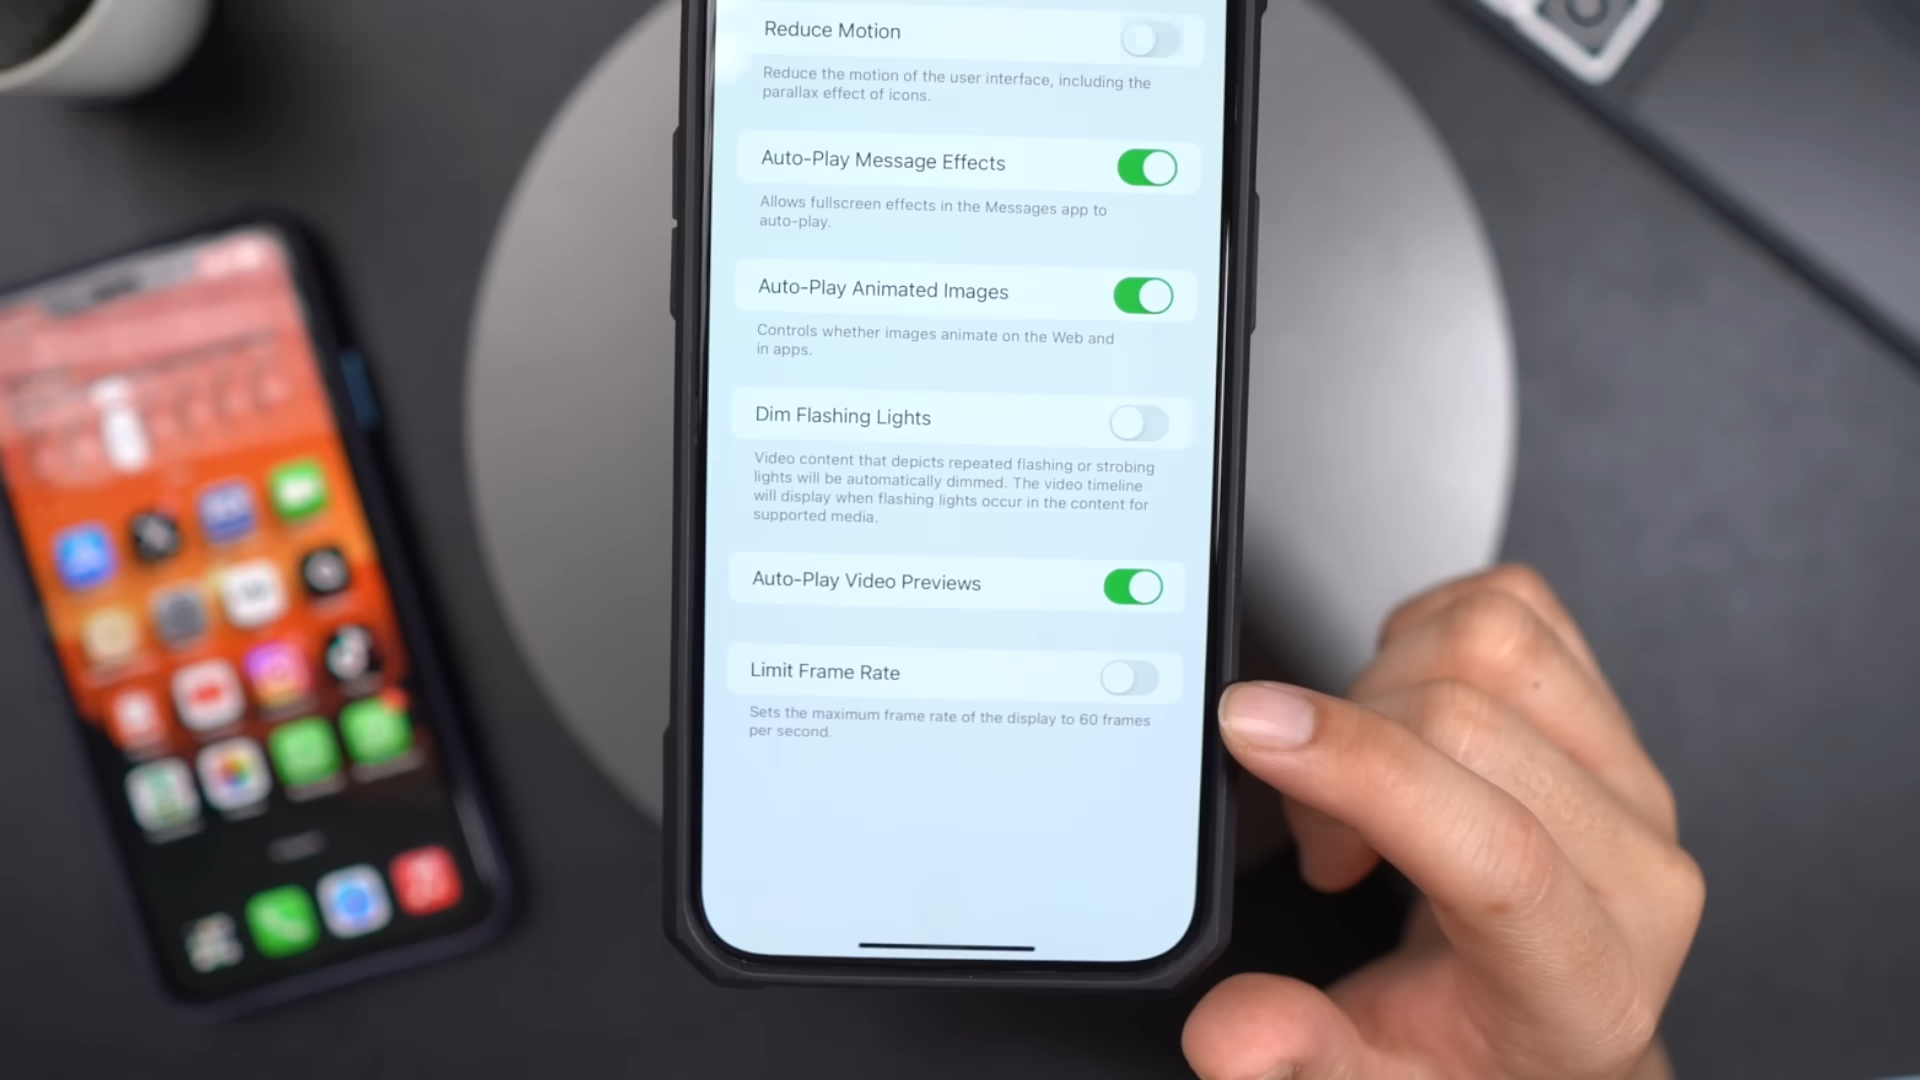 Reduce Motion
Reduce the motion of the user interface, including the
parallax effect of icons.
Auto-Play Message Effects
Allows fullscreen effects in the Messages app to
auto-play.
Auto-Play Animated Images
Controls whether images animate on the Web and
in apps.
Dim Flashing Lights
Video content that depicts repeated flashing or strobing
lights will be automatically dimmed. The video timeline
will display when flashing lights occur in the content for
supported media.
Auto-Play Video Previews
Limit Frame Rate
Sets the maximum frame rate of the display to 60 frames
per second.